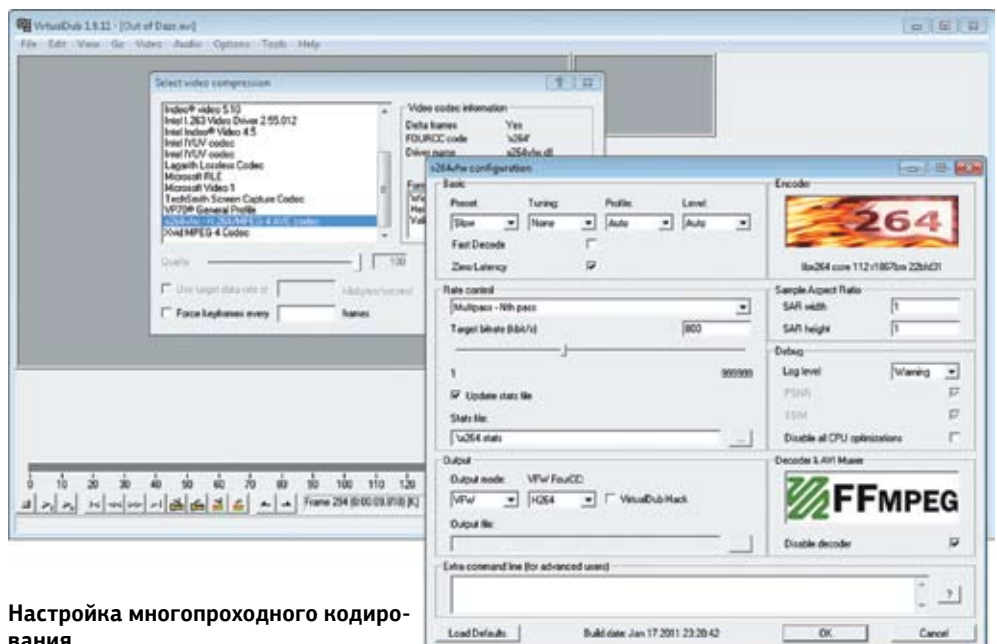 VirtualDub 1.9.11 - [Out of Dazs.avi]
File Edit View Go Video Audio Options Tools Help
Select video compression
Indeo® video 5.10
Intel I.263 Video Driver 2.55.012
Intel Indeo® Video 4.5
Intel IYUV codec
Intel IYUV codec
Lagarith Lossless Codec
Microsoft RLE
Microsoft Video 1
TechSmith Screen Capture Codec
VP70® General Profile
x264vfw - H.264/MPEG-4 AVC codec
Xvid MPEG-4 Codec
Video codec information
Delta frames Yes
FOURCC code 'x264'
Driver name x264vfw.dll
Quality 100
Use target data rate of kilobytes/second
Force keyframes every frames
x264vfw configuration
Basic
Preset: Tuning: Profile: Level:
Slow None Auto Auto
Fast Decode
Zero Latency
Encoder
264
Rate control
Multipass - Nth pass
Target bitrate (kbit/s) 800
1 999999
Update stats file
Stats file:
.\x264.stats
Sample Aspect Ratio
SAR width 1
SAR height 1
Debug
Log level Warning
PSNR
SSIM
Disable all CPU optimizations
Output
Output mode: VFW FourCC:
VFW H264 VirtualDub Hack
Output file:
Decoder & AVI Muxer
FFMPEG
Disable decoder
Extra command line (for advanced users)
?
Load Defaults Build date: Jan 17 2011 23:20:42 OK Cancel
0 10 20 30 40 50 60 70 80 90 100 110 120
Frame 294 [K]
Настройка многопроходного кодиро-
вания